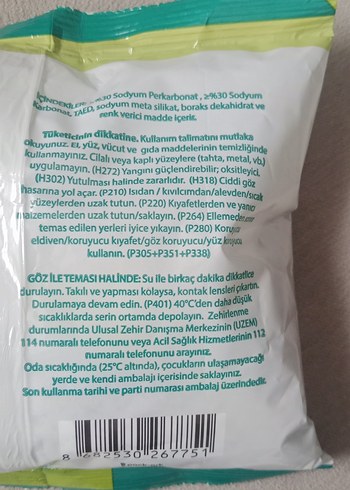 İÇİNDEKİLER: ≥%30 Sodyum Perkarbonat , ≥%30 Sodyum
Karbonat, TAED, sodyum meta silikat, boraks dekahidrat ve
renk verici madde içerir.
Tüketicinin dikkatine. Kullanım talimatını mutlaka
okuyunuz. El, yüz, vücut ve gıda maddelerinin temizliğinde
kullanmayınız. Cilalı veya kaplı yüzeylere (tahta, metal, vb.)
uygulamayın. (H272) Yangını güçlendirebilir; oksitleyici.
(H302) Yutulması halinde zararlıdır. (H318) Ciddi göz
hasarına yol açar. (P210) Isıdan / kıvılcımdan/alevden/sıcak
yüzeylerden uzak tutun. (P220) Kıyafetlerden ve yanıcı
malzemelerden uzak tutun/saklayın. (P264) Ellemeden sonra
temas edilen yerleri iyice yıkayın. (P280) Koruyucu
eldiven/koruyucu kıyafet/göz koruyucu/yüz koruyucu
kullanın. (P305+P351+P338)
GÖZ İLE TEMASI HALİNDE: Su ile birkaç dakika dikkatlice
durulayın. Takılı ve yapması kolaysa, kontak lensleri çıkartın.
Durulamaya devam edin. (P401) 40°C'den daha düşük
sıcaklıklarda serin ortamda depolayın. Zehirlenme
durumlarında Ulusal Zehir Danışma Merkezinin (UZEM)
114 numaralı telefonunu veya Acil Sağlık Hizmetlerinin 112
numaralı telefonunu arayınız.
Oda sıcaklığında (25°C altında), çocukların ulaşamayacağı
yerde ve kendi ambalajı içerisinde saklayınız.
Son kullanma tarihi ve parti numarası ambalaj üzerindedir.
8 682530 267751